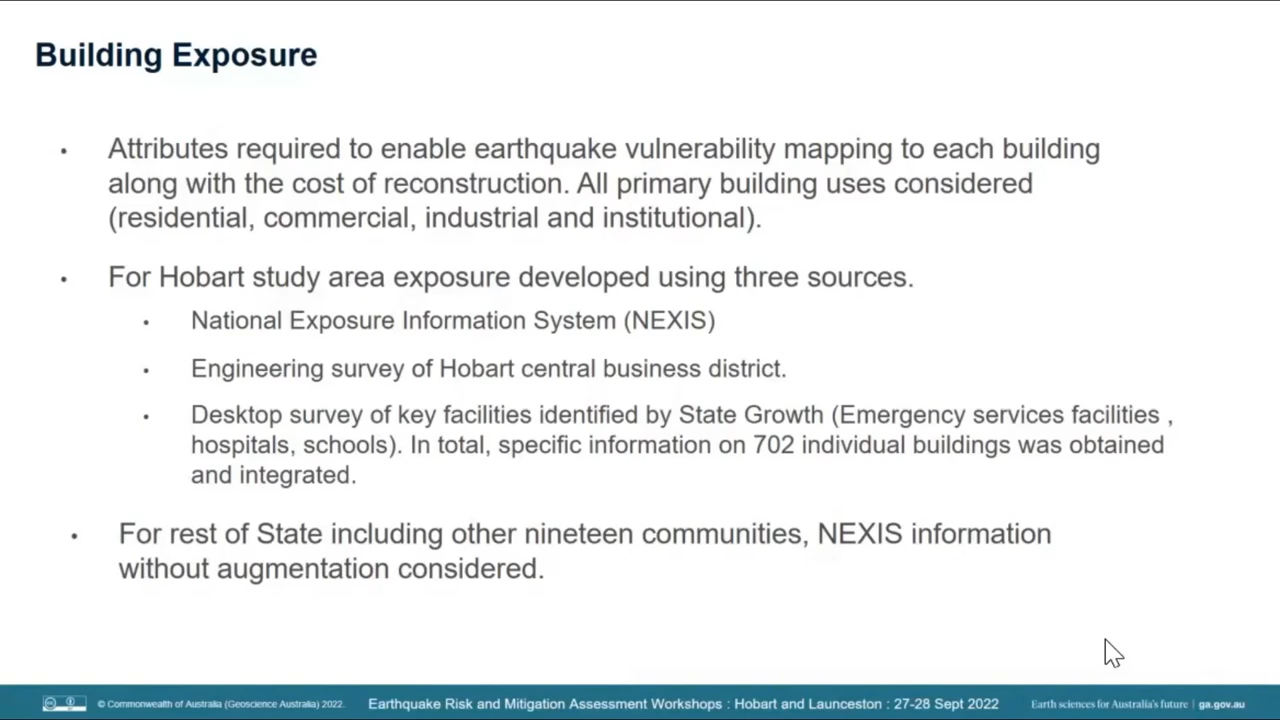 Building Exposure
• Attributes required to enable earthquake vulnerability mapping to each building
along with the cost of reconstruction. All primary building uses considered
(residential, commercial, industrial and institutional).
• For Hobart study area exposure developed using three sources.
• National Exposure Information System (NEXIS)
• Engineering survey of Hobart central business district.
• Desktop survey of key facilities identified by State Growth (Emergency services facilities ,
hospitals, schools). In total, specific information on 702 individual buildings was obtained
and integrated.
• For rest of State including other nineteen communities, NEXIS information
without augmentation considered.
© Commonwealth of Australia (Geoscience Australia) 2022. Earthquake Risk and Mitigation Assessment Workshops : Hobart and Launceston : 27-28 Sept 2022 Earth sciences for Australia's future | ga.gov.au